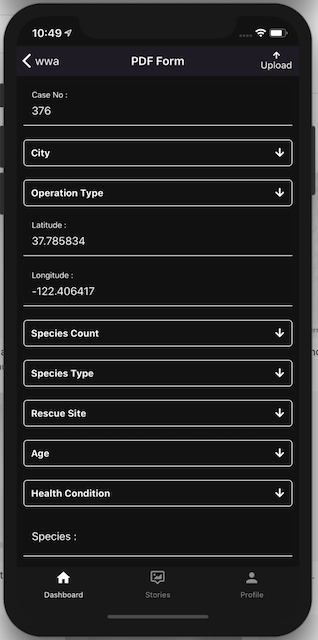 10:49
wwa
PDF Form
Upload
Case No :
376
City
Operation Type
Latitude :
37.785834
Longitude :
-122.406417
Species Count
Species Type
Rescue Site
Age
Health Condition
Species :
Dashboard
Stories
Profile